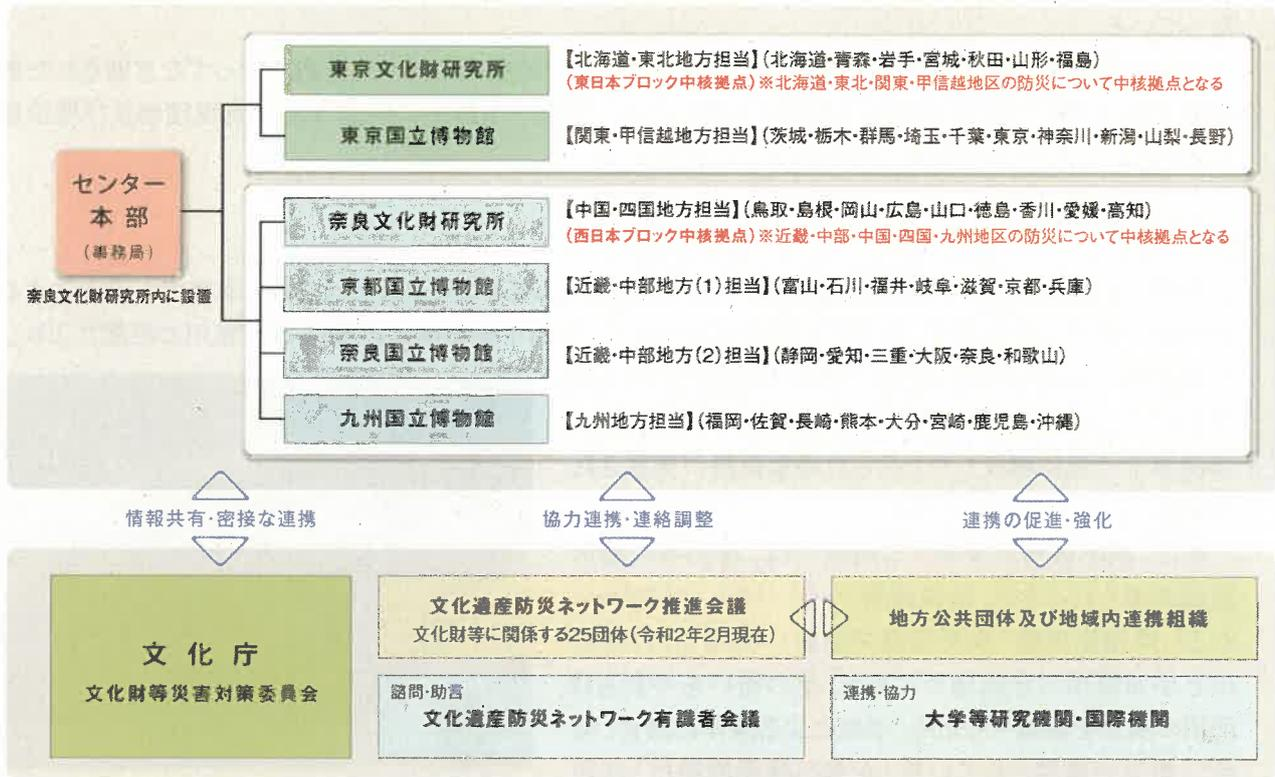 東京文化財研究所
【北海道・東北地方担当】(北海道・青森・岩手・宮城・秋田・山形・福島)
(東日本ブロック中核拠点)※北海道・東北・関東・甲信越地区の防災について中核拠点となる
東京国立博物館
【関東・甲信越地方担当】(茨城・栃木・群馬・埼玉・千葉・東京・神奈川・新潟・山梨・長野)
センター
本部
(事務局)
奈良文化財研究所内に設置
奈良文化財研究所
【中国・四国地方担当】(鳥取・島根・岡山・広島・山口・徳島・香川・愛媛・高知)
(西日本ブロック中核拠点)※近畿・中部・中国・四国・九州地区の防災について中核拠点となる
京都国立博物館
【近畿・中部地方(1)担当】(富山・石川・福井・岐阜・滋賀・京都・兵庫)
奈良国立博物館
【近畿・中部地方(2)担当】(静岡・愛知・三重・大阪・奈良・和歌山)
九州国立博物館
【九州地方担当】(福岡・佐賀・長崎・熊本・大分・宮崎・鹿児島・沖縄)
情報共有・密接な連携
協力連携・連絡調整
連携の促進・強化
文化庁
文化財等災害対策委員会
文化遺産防災ネットワーク推進会議
文化財等に関係する25団体(令和2年2月現在)
地方公共団体及び地域内連携組織
諮問・助言
文化遺産防災ネットワーク有識者会議
連携・協力
大学等研究機関・国際機関